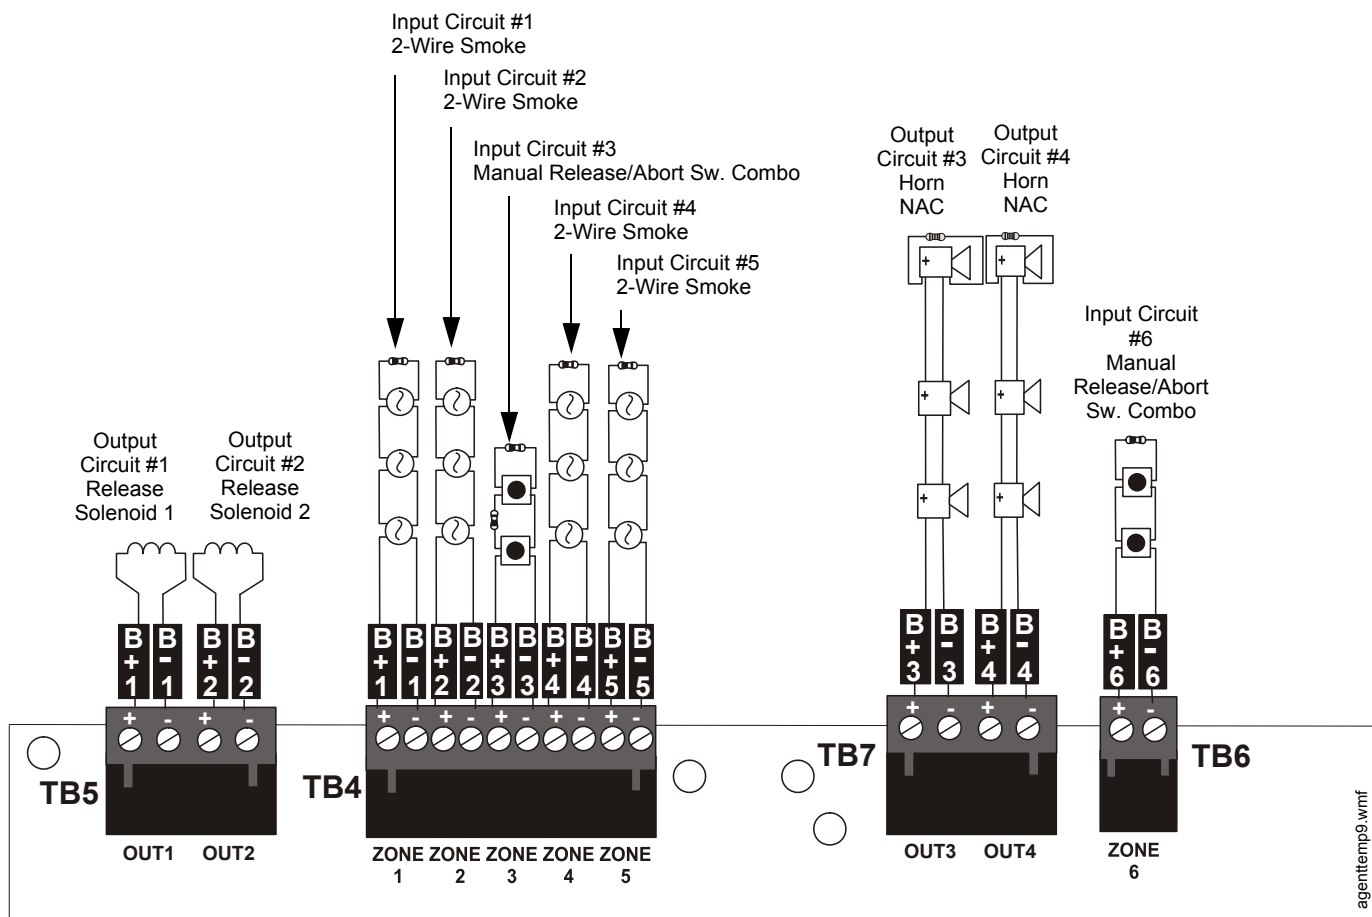 Input Circuit #1
2-Wire Smoke
Input Circuit #2
2-Wire Smoke
Input Circuit #3
Manual Release/Abort Sw. Combo
Input Circuit #4
2-Wire Smoke
Input Circuit #5
2-Wire Smoke
Output
Circuit #3
Horn
NAC
Output
Circuit #4
Horn
NAC
Input Circuit
#6
Manual
Release/Abort
Sw. Combo
Output
Circuit #1
Release
Solenoid 1
Output
Circuit #2
Release
Solenoid 2
+
+
+
+
+
+
B+1
B-1
B+2
B-2
B+1
B-1
B+2
B-2
B+3
B-3
B+4
B-4
B+5
B-5
B+3
B-3
B+4
B-4
B+6
B-6
+ - + -
+ - + - + - + - + -
+ - + -
+ -
TB5
TB4
TB7
TB6
OUT1
OUT2
ZONE
1
ZONE
2
ZONE
3
ZONE
4
ZONE
5
OUT3
OUT4
ZONE
6
agenttemp9.wmf